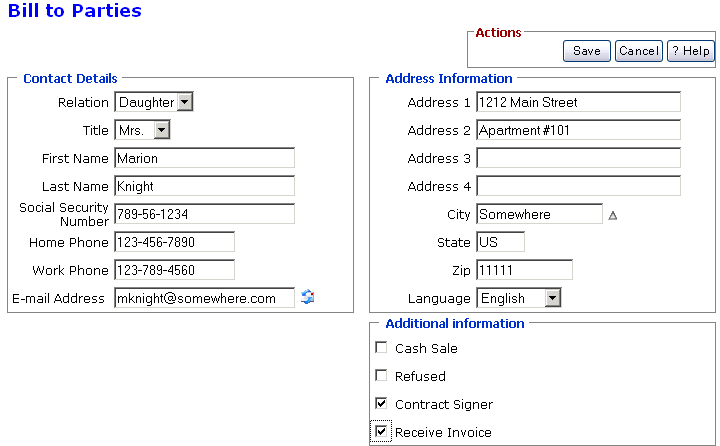 Bill to Parties
Actions
Save Cancel ? Help
Contact Details
Relation Daughter
Title Mrs.
First Name Marion
Last Name Knight
Social Security
Number 789-56-1234
Home Phone 123-456-7890
Work Phone 123-789-4560
E-mail Address mknight@somewhere.com
Address Information
Address 1 1212 Main Street
Address 2 Apartment #101
Address 3
Address 4
City Somewhere
State US
Zip 11111
Language English
Additional information
Cash Sale
Refused
Contract Signer
Receive Invoice